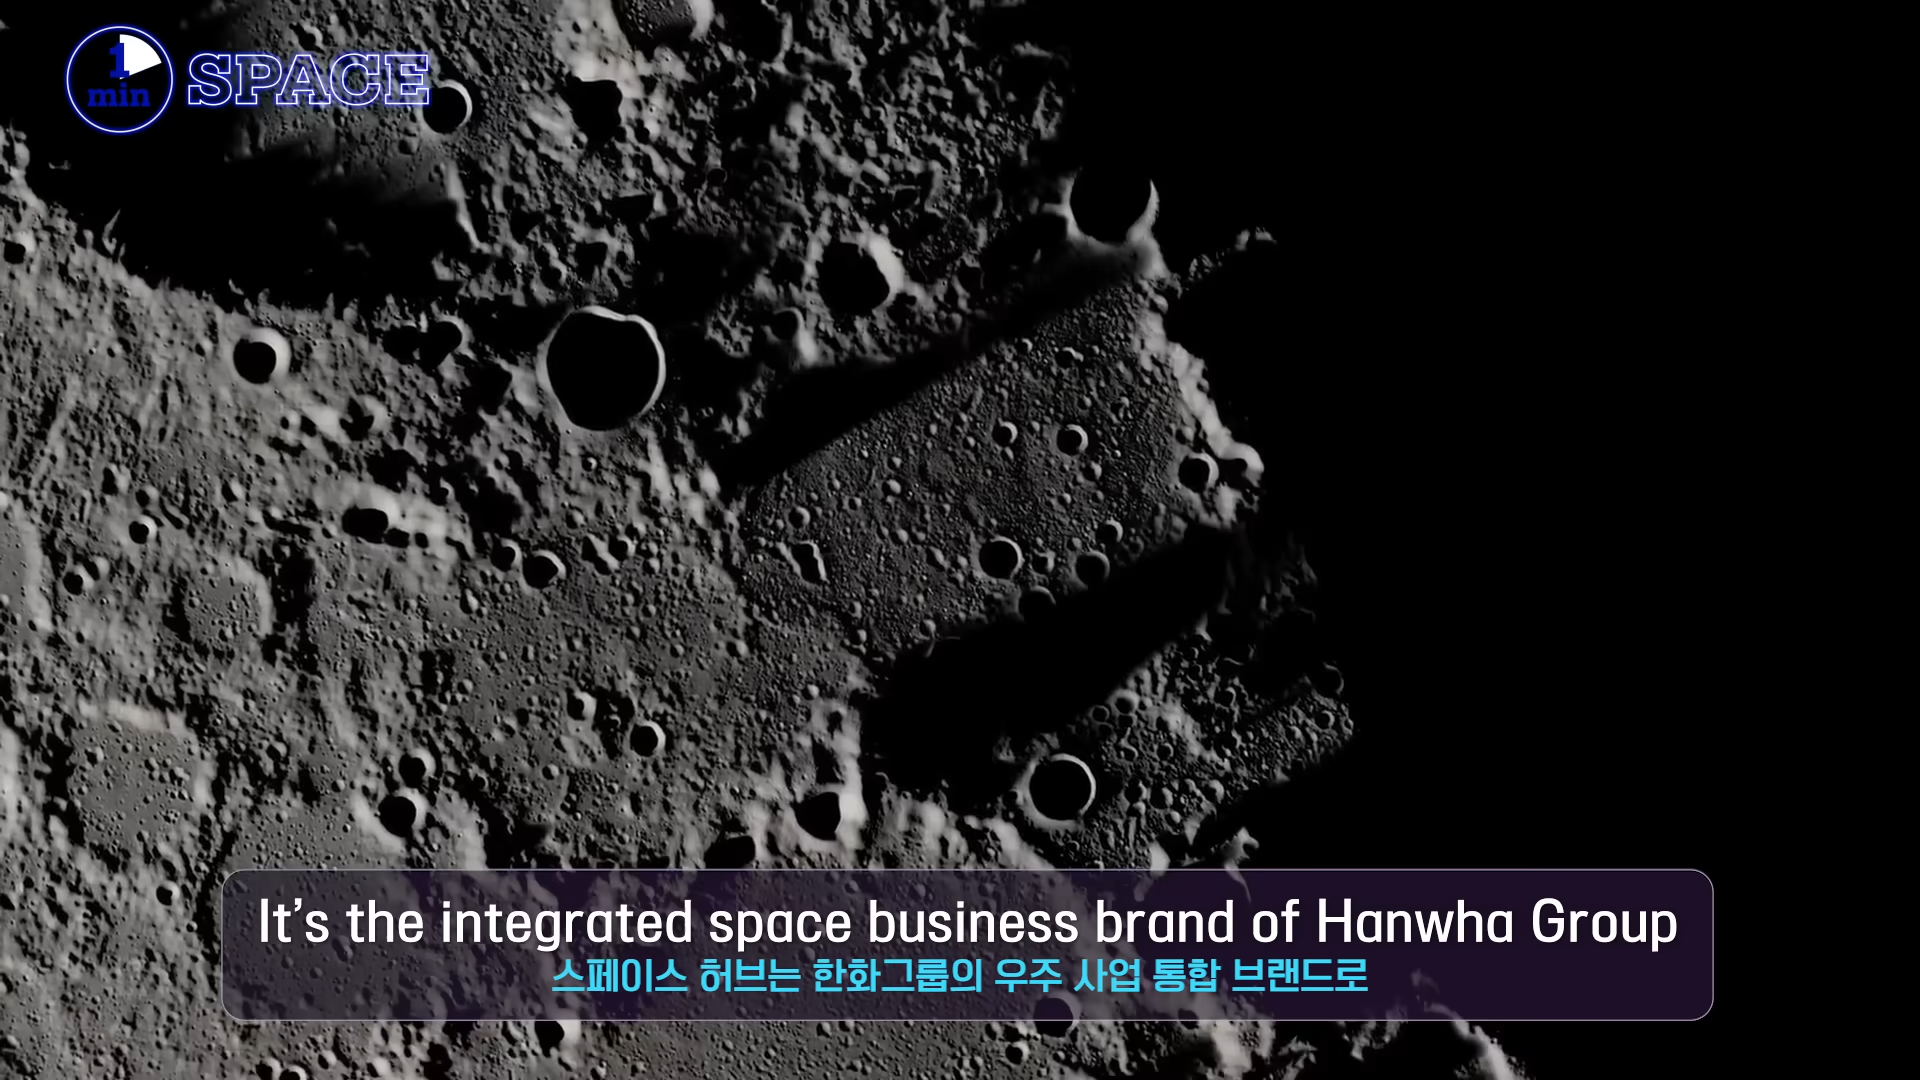 1
min
SPACE
It's the integrated space business brand of Hanwha Group
스페이스 허브는 한화그룹의 우주 사업 통합 브랜드로